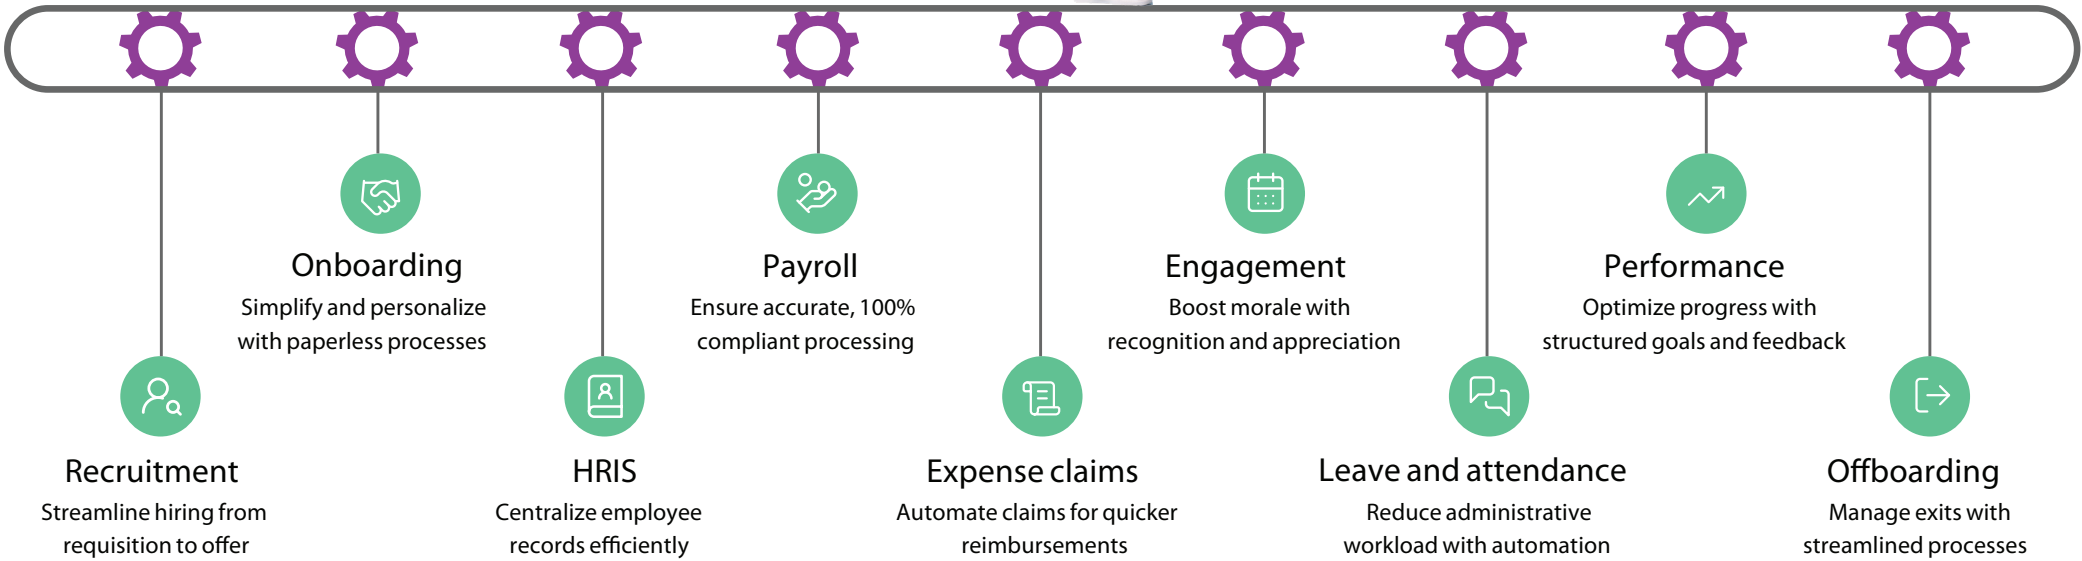 Recruitment
Streamline hiring from
requisition to offer
Onboarding
Simplify and personalize
with paperless processes
HRIS
Centralize employee
records efficiently
Payroll
Ensure accurate, 100%
compliant processing
Expense claims
Automate claims for quicker
reimbursements
Engagement
Boost morale with
recognition and appreciation
Leave and attendance
Reduce administrative
workload with automation
Performance
Optimize progress with
structured goals and feedback
Offboarding
Manage exits with
streamlined processes